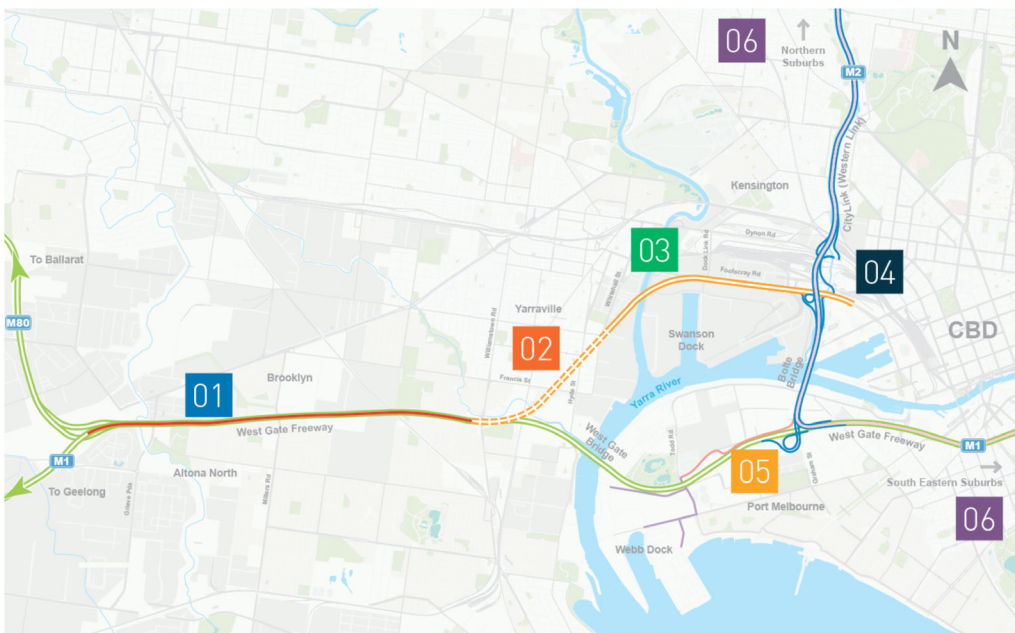 06
Northern
Suburbs
N
M2
CityLink (Western Link)
Kensington
Dynon Rd
Dock Link Rd
03
Footscray Rd
04
To Ballarat
Whitehall St
Yarraville
Williamstown Rd
Swanson
Dock
CBD
M80
02
Bolte
Bridge
Brooklyn
Francis St
Hyde St
Yarra River
01
West Gate Freeway
West Gate
Bridge
Todd Rd
West Gate Freeway
M1
M1
Altona North
05
Graham St
To Geelong
Millers Rd
South Eastern Suburbs
Port Melbourne
06
Webb Dock